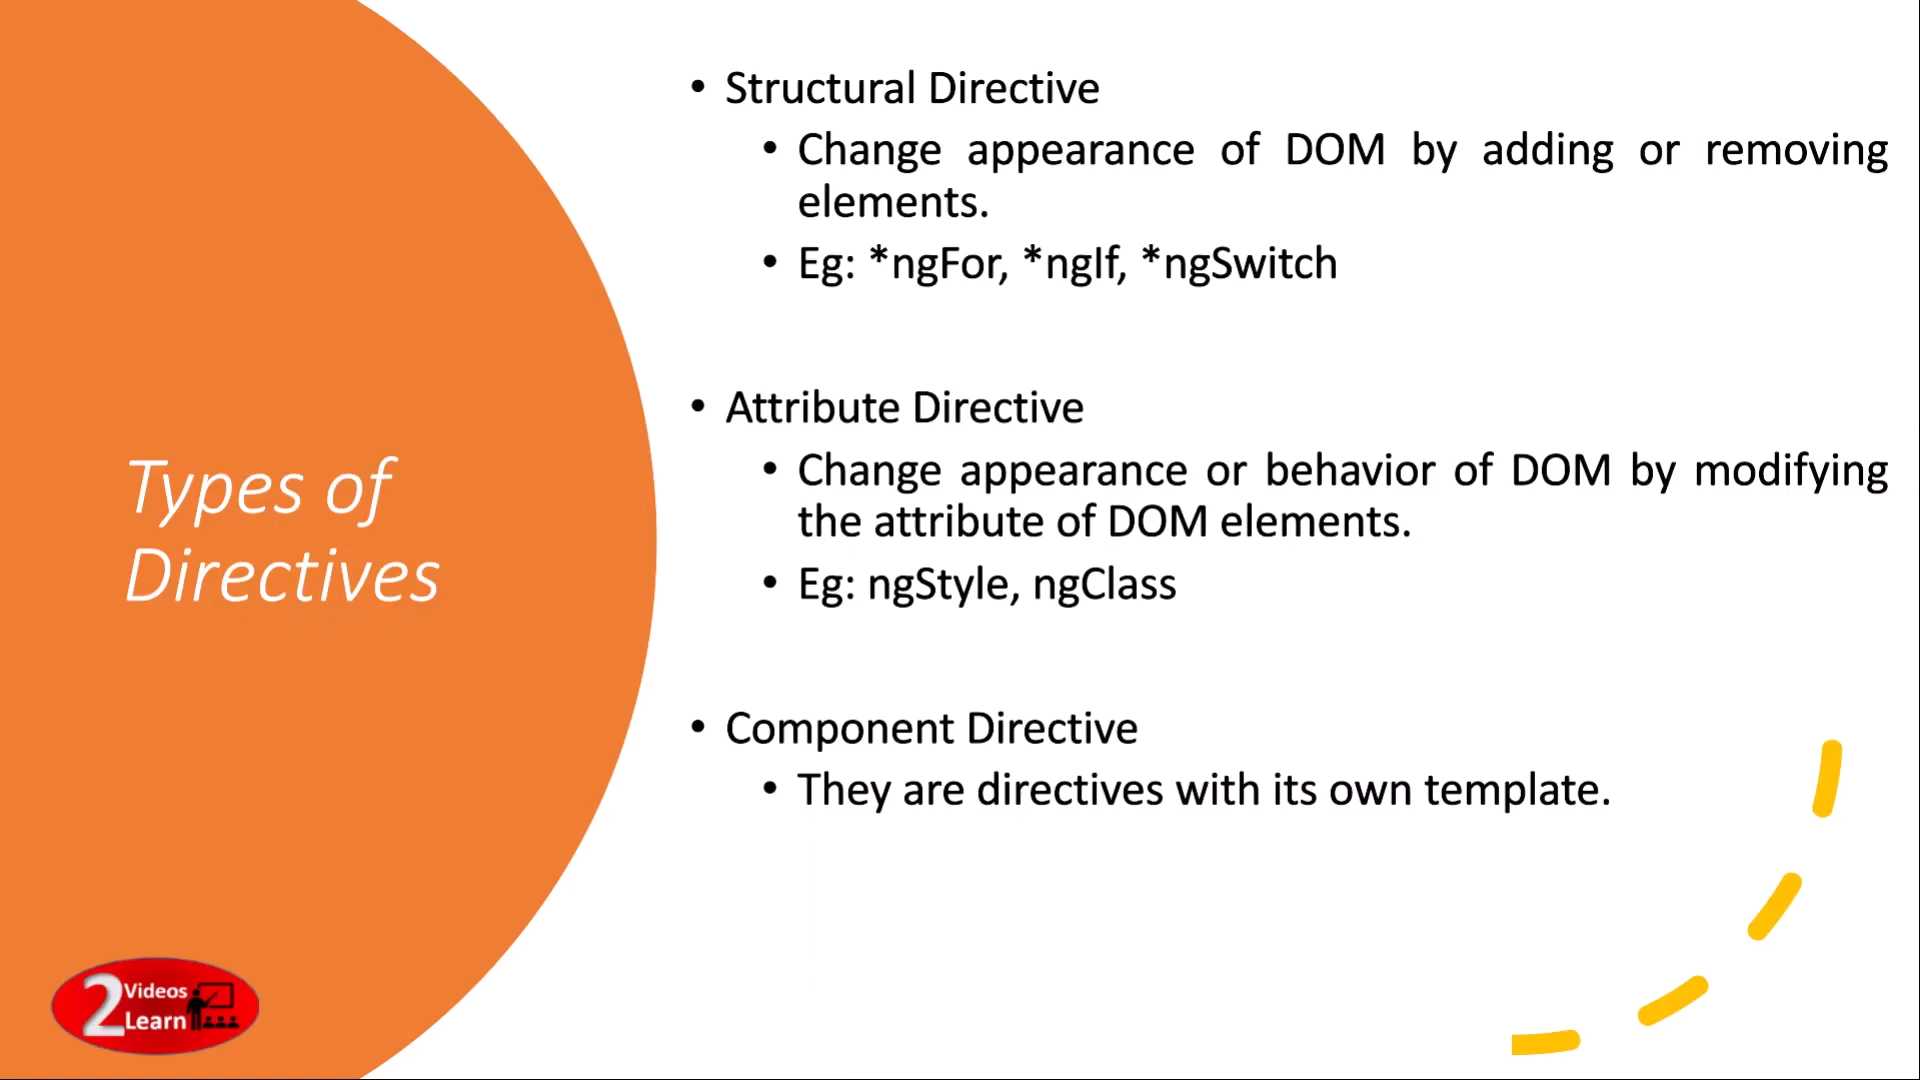 Types of
Directives
• Structural Directive
• Change appearance of DOM by adding or removing
elements.
• Eg: *ngFor, *ngIf, *ngSwitch
• Attribute Directive
• Change appearance or behavior of DOM by modifying
the attribute of DOM elements.
• Eg: ngStyle, ngClass
• Component Directive
• They are directives with its own template.
2 Videos
Learn